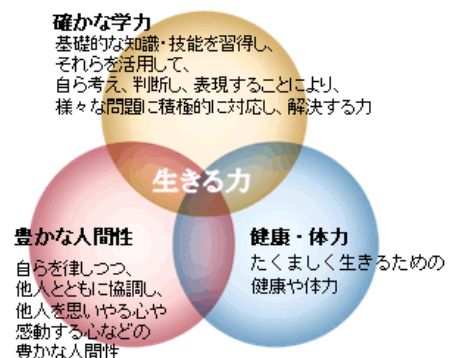 確かな学力
基礎的な知識・技能を習得し、
それらを活用して、
自ら考え、判断し、表現することにより、
様々な問題に積極的に対応し、解決する力
生きる力
豊かな人間性
自らを律しつつ、
他人とともに協調し、
他人を思いやる心や
感動する心などの
豊かな人間性
健康・体力
たくましく生きるための
健康や体力